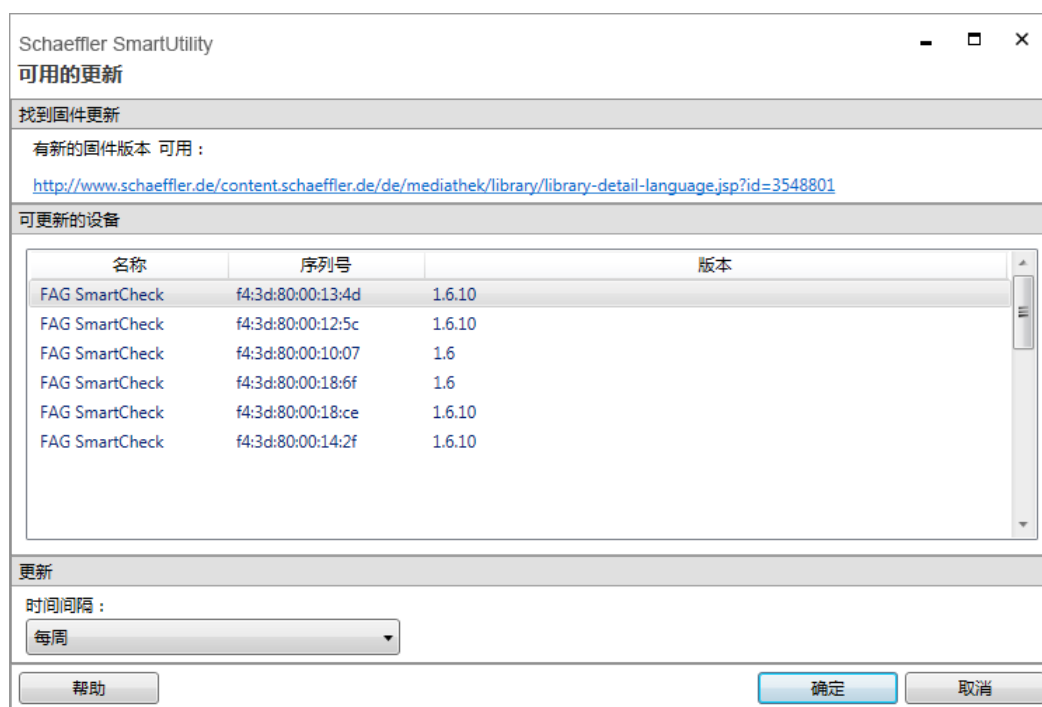 Schaeffler SmartUtility
可用的更新
找到固件更新
有新的固件版本 可用：
http://www.schaeffler.de/content.schaeffler.de/de/mediathek/library/library-detail-language.jsp?id=3548801
可更新的设备
名称 序列号 版本
FAG SmartCheck f4:3d:80:00:13:4d 1.6.10
FAG SmartCheck f4:3d:80:00:12:5c 1.6.10
FAG SmartCheck f4:3d:80:00:10:07 1.6
FAG SmartCheck f4:3d:80:00:18:6f 1.6
FAG SmartCheck f4:3d:80:00:18:ce 1.6.10
FAG SmartCheck f4:3d:80:00:14:2f 1.6.10
更新
时间间隔：
每周
帮助 确定 取消